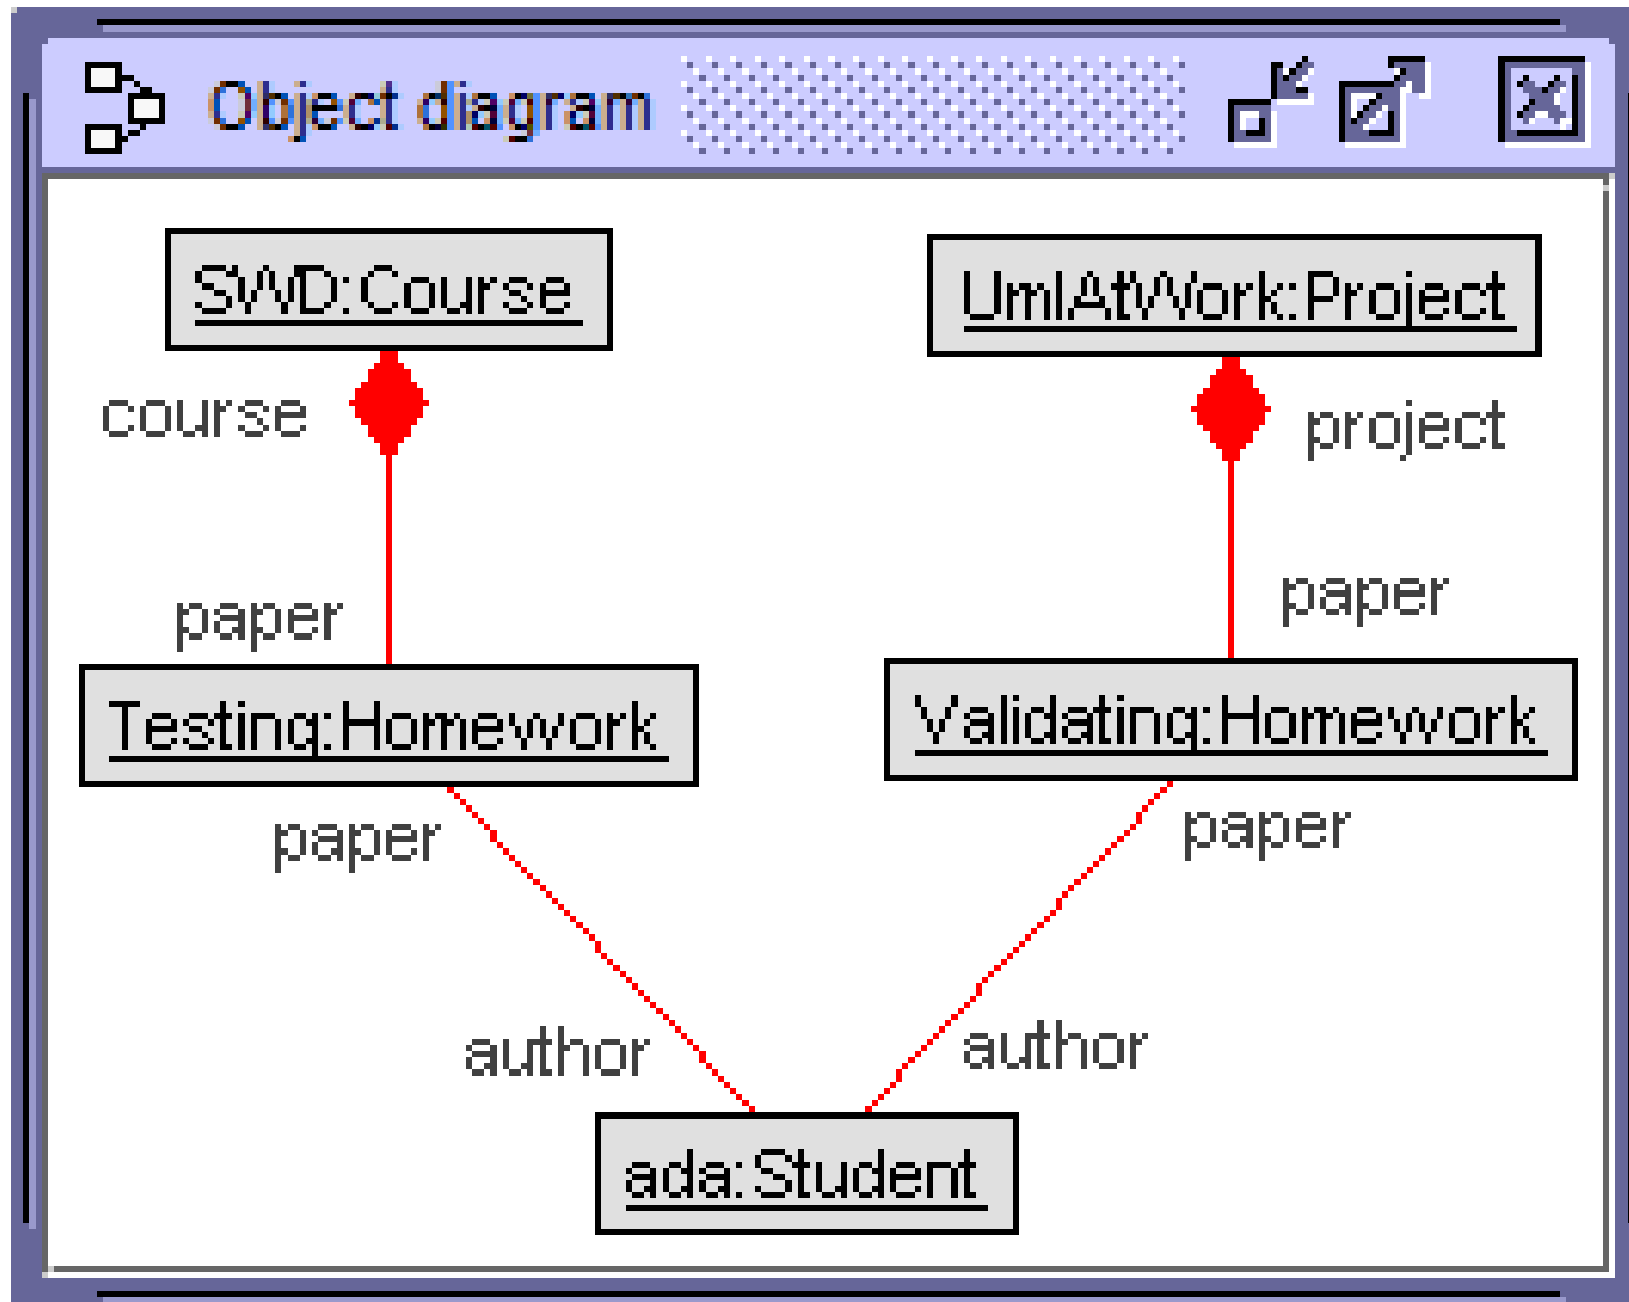 Object diagram
SWD:Course
UmlAtWork:Project
course
project
paper
paper
Testing:Homework
Validating:Homework
paper
paper
author
author
ada:Student